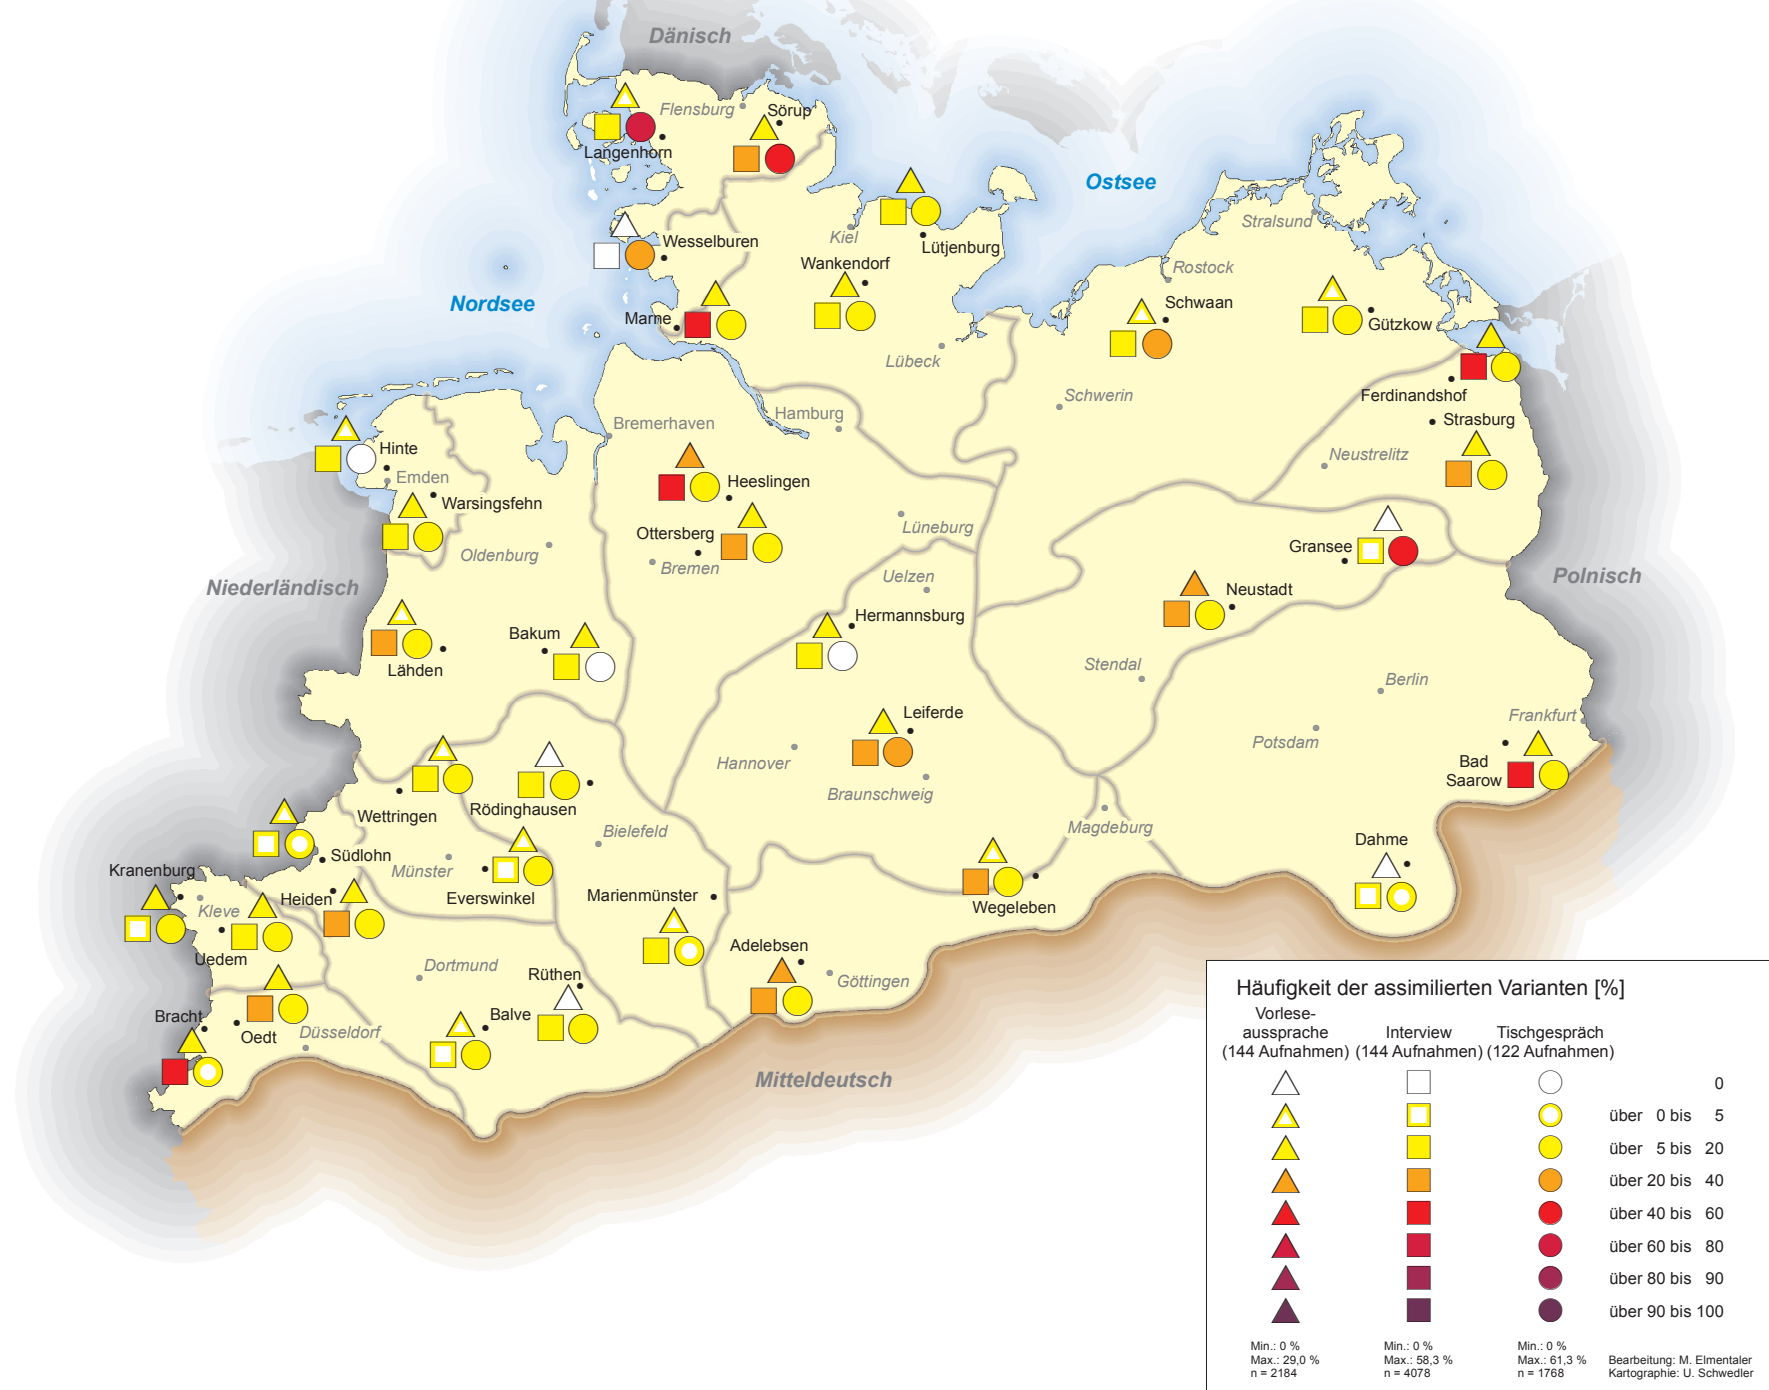 Dänisch
Flensburg
Sörup
Langenhorn
Ostsee
Stralsund
Kiel
Wesselburen
Lütjenburg
Wankendorf
Rostock
Nordsee
Schwaan
Marne
Gützkow
Lübeck
Schwerin
Ferdinandshof
Hamburg
Bremerhaven
Strasburg
Hinte
Neustrelitz
Emden
Heeslingen
Warsingsfehn
Lüneburg
Ottersberg
Gransee
Oldenburg
Bremen
Uelzen
Niederländisch
Polnisch
Neustadt
Hermannsburg
Bakum
Stendal
Lähden
Berlin
Leiferde
Frankfurt
Hannover
Potsdam
Bad
Saarow
Braunschweig
Rödinghausen
Wettringen
Magdeburg
Bielefeld
Dahme
Südlohn
Kranenburg
Münster
Everswinkel
Marienmünster
Heiden
Kleve
Wegeleben
Adelebsen
Uedem
Dortmund
Rüthen
Göttingen
Bracht
Balve
Düsseldorf
Oedt
Mitteldeutsch
Häufigkeit der assimilierten Varianten [%]
Vorlese-
aussprache Interview Tischgespräch
(144 Aufnahmen) (144 Aufnahmen) (122 Aufnahmen)
0
über 0 bis 5
über 5 bis 20
über 20 bis 40
über 40 bis 60
über 60 bis 80
über 80 bis 90
über 90 bis 100
Min.: 0 % Min.: 0 % Min.: 0 %
Max.: 29,0 % Max.: 58,3 % Max.: 61,3 % Bearbeitung: M. Elmentaler
n = 2184 n = 4078 n = 1768 Kartographie: U. Schwedler